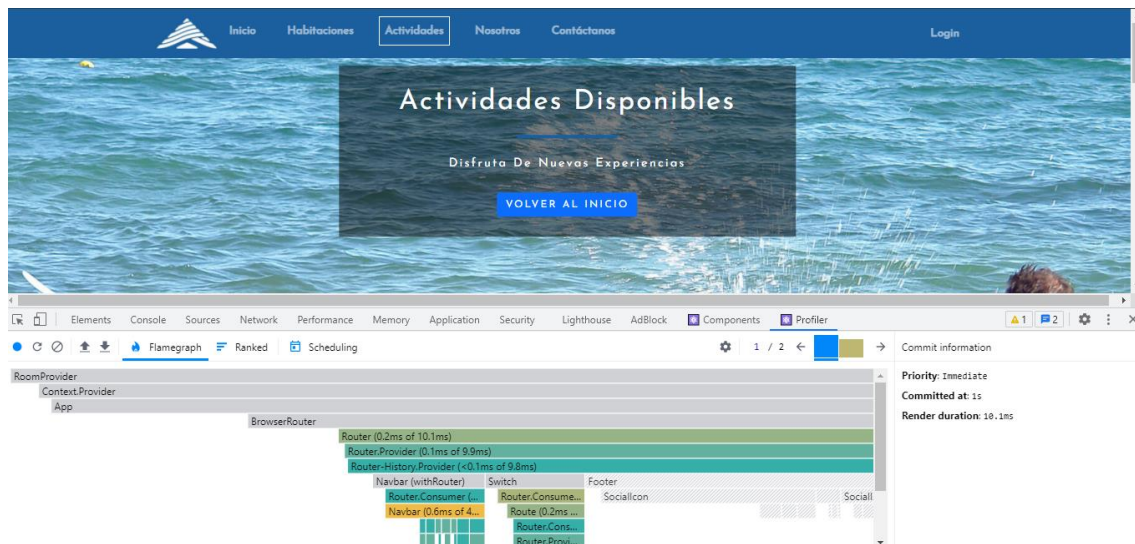 Inicio Habitaciones Actividades Nosotros Contáctanos Login
Actividades Disponibles
Disfruta De Nuevas Experiencias
VOLVER AL INICIO
Elements Console Sources Network Performance Memory Application Security Lighthouse AdBlock Components Profiler 1 2
Flamegraph Ranked Scheduling 1 / 2 Commit information
RoomProvider
Priority: Immediate
Context.Provider
App
Committed at: 1s
BrowserRouter
Render duration: 10.1ms
Router (0.2ms of 10.1ms)
Router.Provider (0.1ms of 9.9ms)
Router-History.Provider (<0.1ms of 9.8ms)
Navbar (withRouter) Switch Footer
Router.Consumer (... Router.Consume... SocialIcon SocialI
Navbar (0.6ms of 4... Route (0.2ms ...
Router.Cons...
Router.Provi...